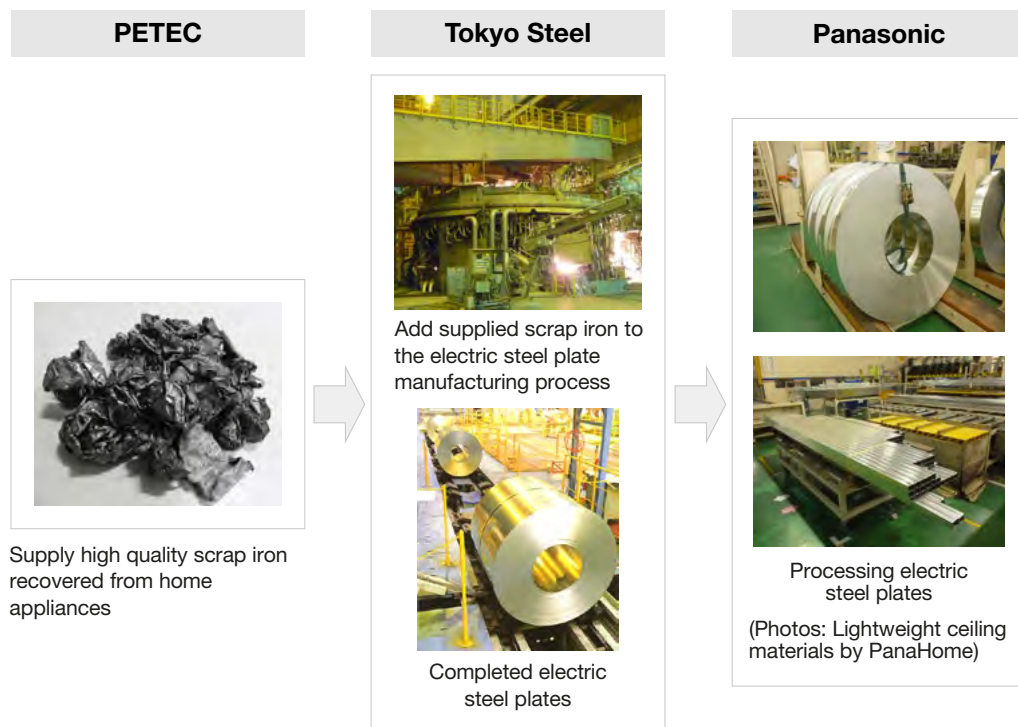 PETEC
Supply high quality scrap iron
recovered from home
appliances
Tokyo Steel
Add supplied scrap iron to
the electric steel plate
manufacturing process
Completed electric
steel plates
Panasonic
Processing electric
steel plates
(Photos: Lightweight ceiling
materials by PanaHome)